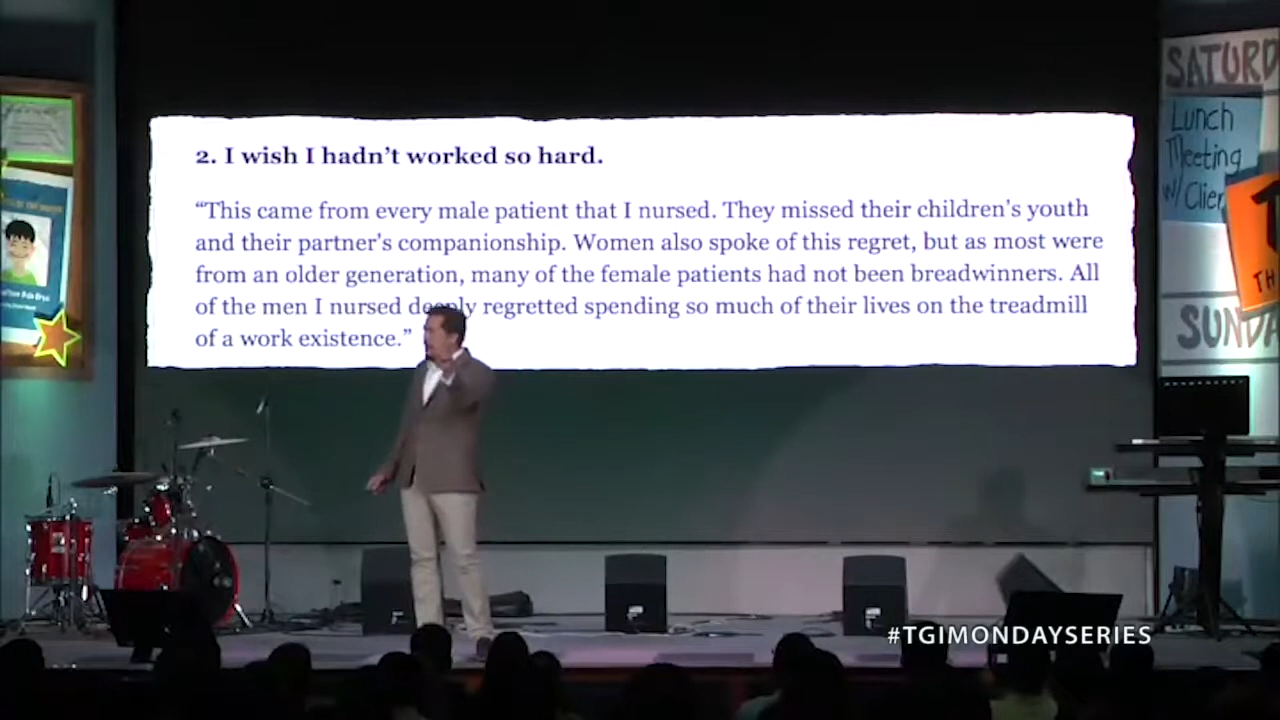 2. I wish I hadn't worked so hard.
“This came from every male patient that I nursed. They missed their children's youth
and their partner's companionship. Women also spoke of this regret, but as most were
from an older generation, many of the female patients had not been breadwinners. All
of the men I nursed deeply regretted spending so much of their lives on the treadmill
of a work existence.”
SATURD
Lunch
Meeting
w/ Clien
TH
SUNDA
#TGIMONDAYSERIES